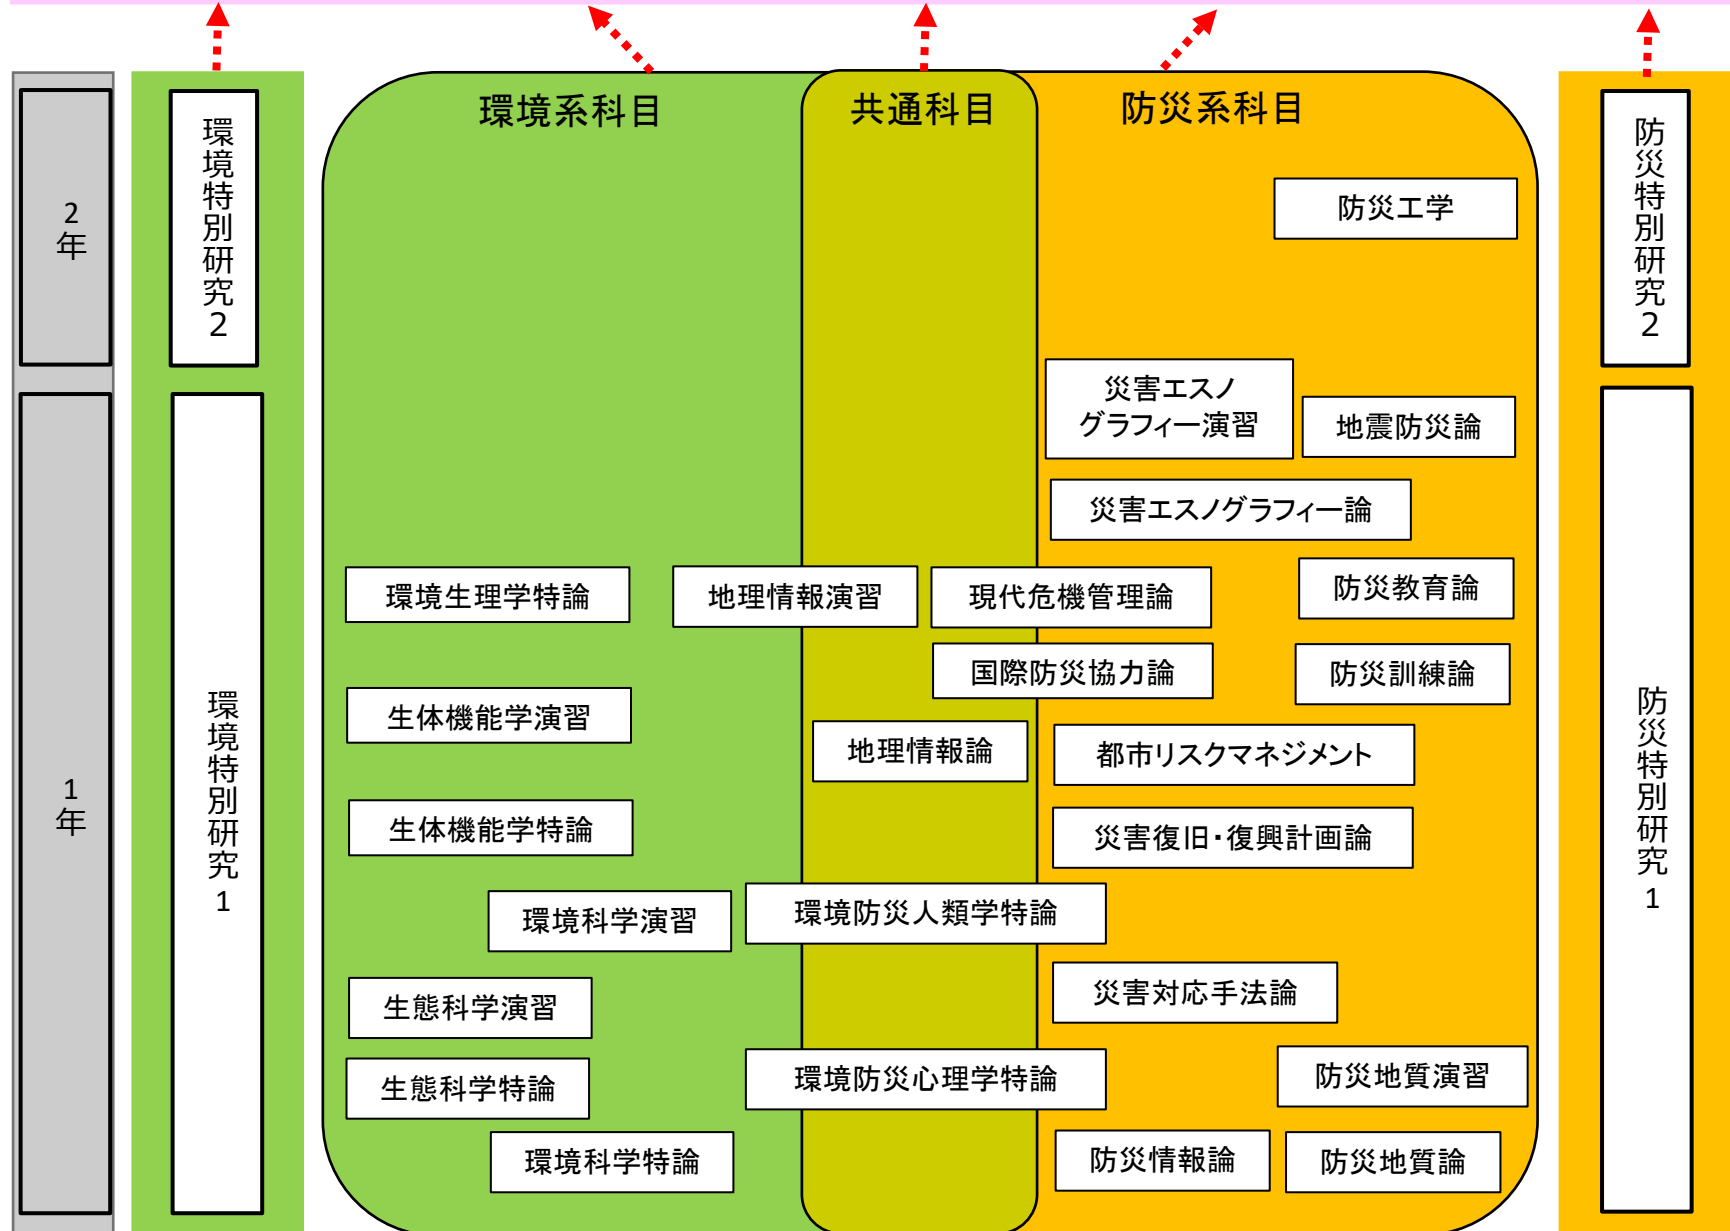 環境系科目
共通科目
防災系科目
2年
環境特別研究2
防災工学
防災特別研究2
災害エスノ
グラフィー演習
地震防災論
災害エスノグラフィー論
環境生理学特論
地理情報演習
現代危機管理論
防災教育論
国際防災協力論
防災訓練論
生体機能学演習
地理情報論
都市リスクマネジメント
1年
環境特別研究1
防災特別研究1
生体機能学特論
災害復旧・復興計画論
環境科学演習
環境防災人類学特論
生態科学演習
災害対応手法論
生態科学特論
環境防災心理学特論
防災地質演習
環境科学特論
防災情報論
防災地質論